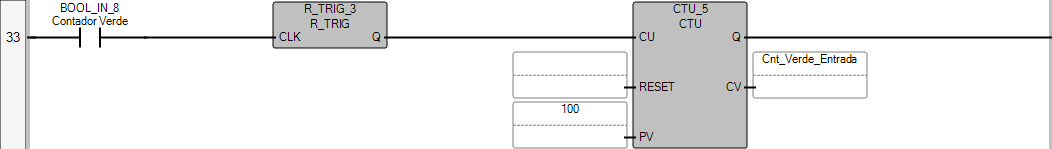 BOOL_IN_8
Contador Verde
33
R_TRIG_3
R_TRIG
CLK Q
CTU_5
CTU
CU Q
Cnt_Verde_Entrada
RESET CV
100
PV